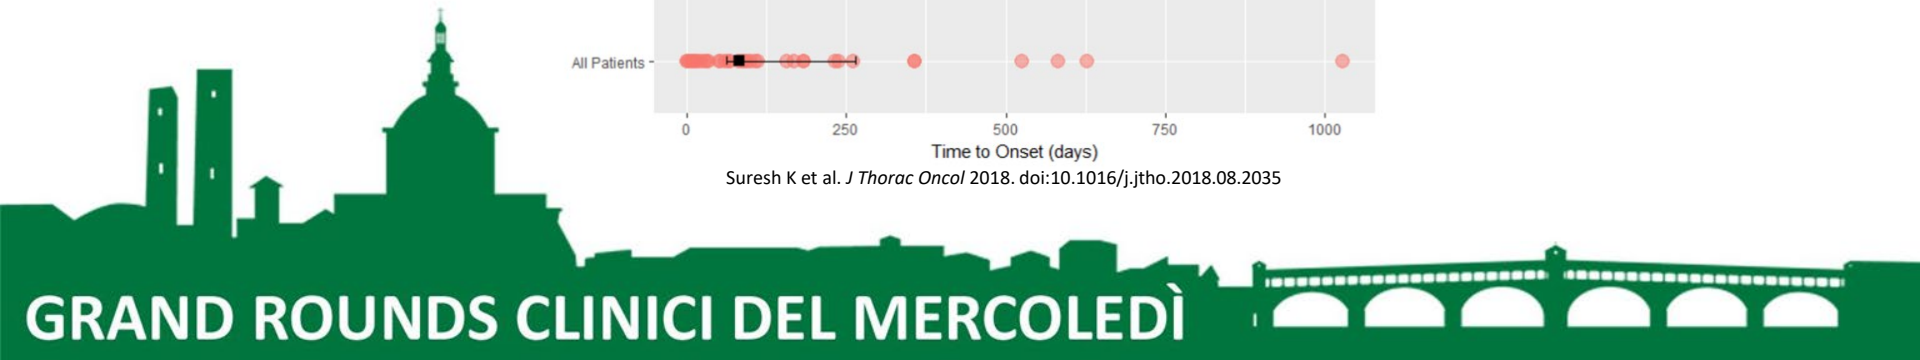 All Patients
0 250 500 750 1000
Time to Onset (days)
Suresh K et al. J Thorac Oncol 2018. doi:10.1016/j.jtho.2018.08.2035
GRAND ROUNDS CLINICI DEL MERCOLEDÌ